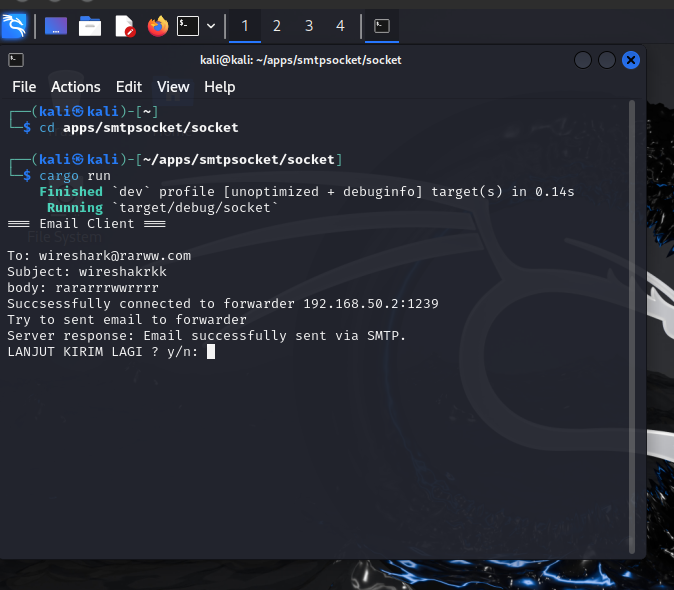 1 2 3 4
kali@kali: ~/apps/smtpsocket/socket
File Actions Edit View Help
┌──(kali㉿kali)-[~]
└─$ cd apps/smtpsocket/socket
┌──(kali㉿kali)-[~/apps/smtpsocket/socket]
└─$ cargo run
Finished `dev` profile [unoptimized + debuginfo] target(s) in 0.14s
Running `target/debug/socket`
=== Email Client ===
File System
To: wireshark@rarww.com
Subject: wireshakrkk
body: rararrrwwrrrr
Succsessfully connected to forwarder 192.168.50.2:1239
Try to sent email to forwarder
Server response: Email successfully sent via SMTP.
LANJUT KIRIM LAGI ? y/n: